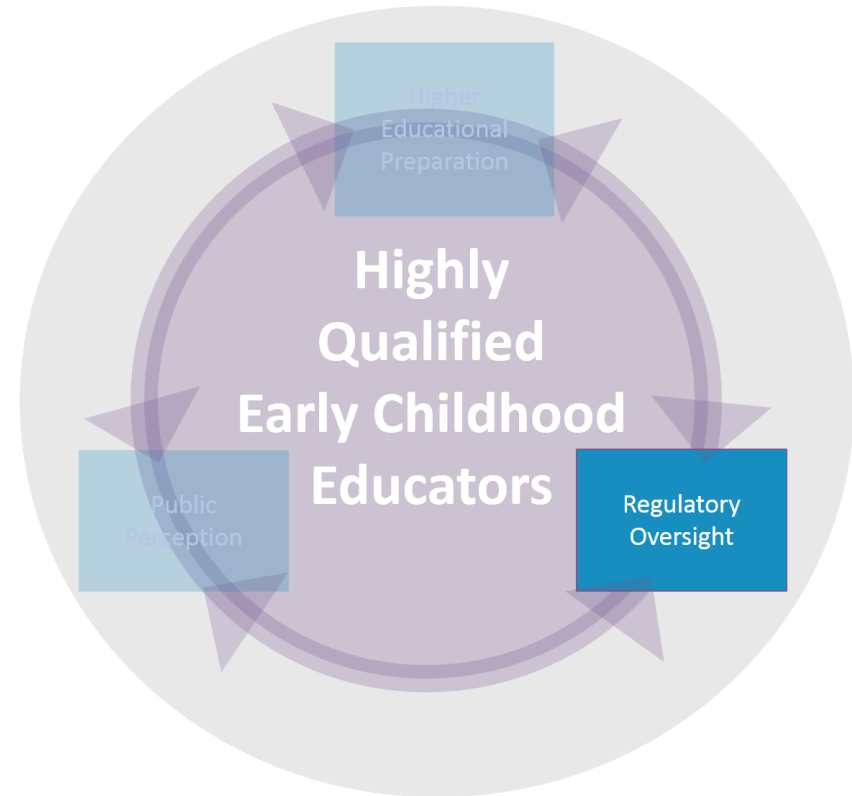 Higher
Educational
Preparation
Highly
Qualified
Early Childhood
Educators
Public
Perception
Regulatory
Oversight